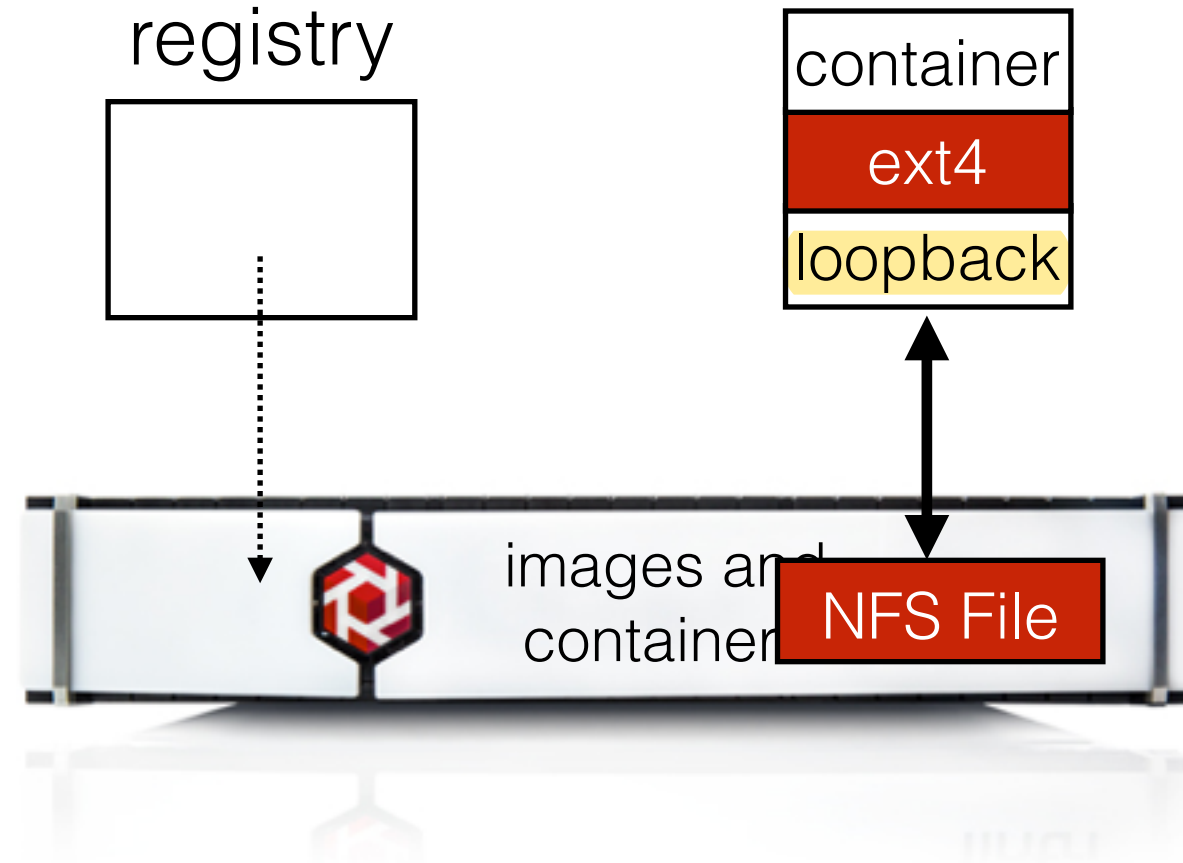 registry
container
ext4
loopback
images and
container
NFS File